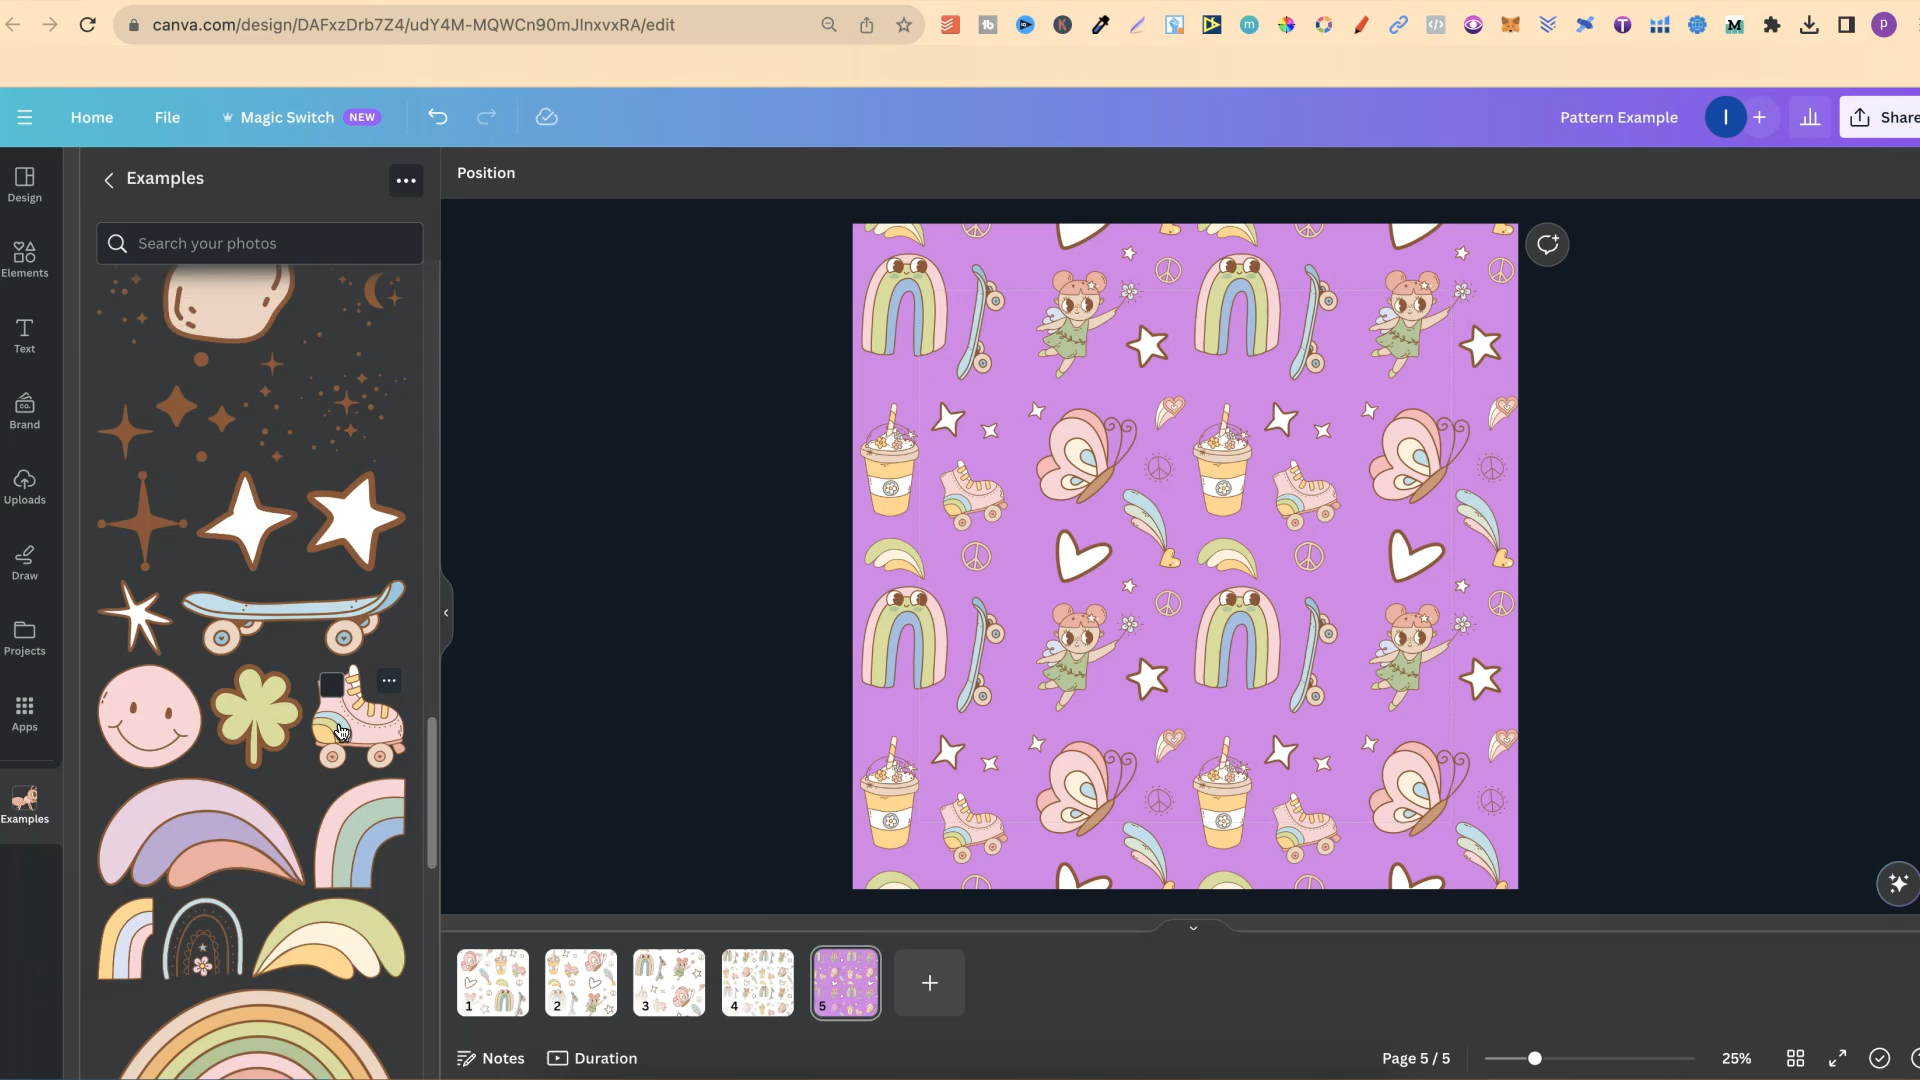 canva.com/design/DAFxzDrb7Z4/udY4M-MQWCn90mJlnxvxRA/edit
Home
File
Magic Switch
NEW
Pattern Example
I
Share
Design
Elements
Text
Brand
Uploads
Draw
Projects
Apps
Examples
Examples
Search your photos
Position
1
2
3
4
5
Notes
Duration
Page 5 / 5
25%